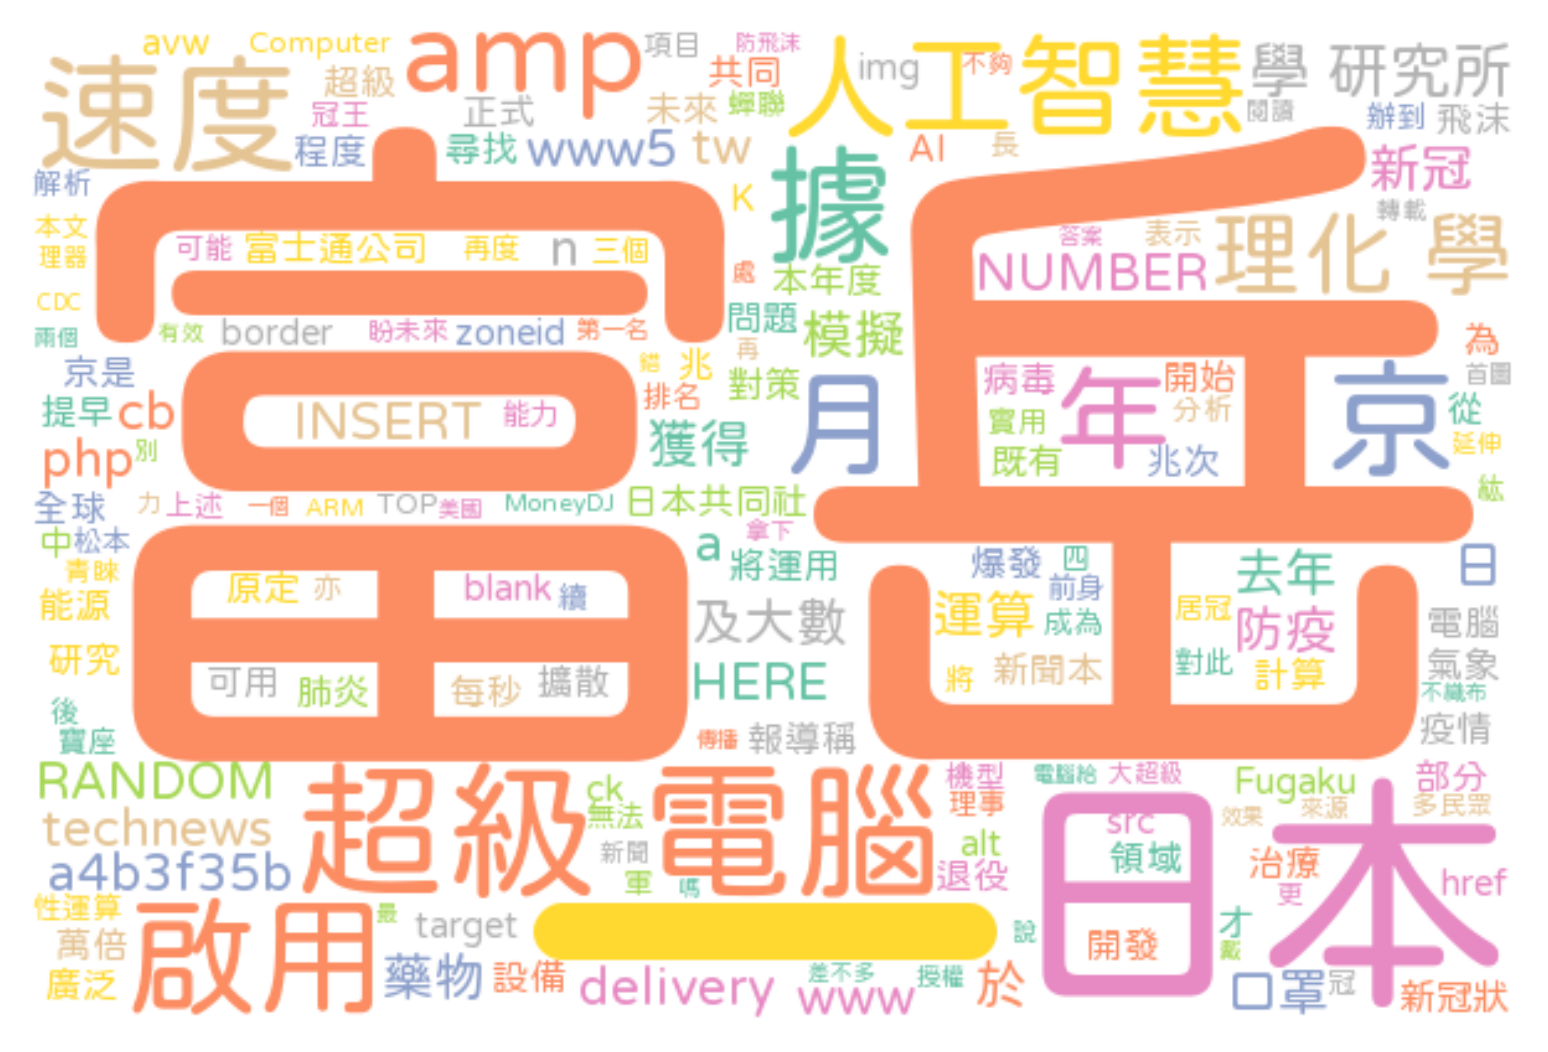 avw Computer amp 項目 防飛沫 人工智慧 img 不夠 學 研究所
速度 超級 共同
冠王 正式 未來 蟬聯 閱讀 辦到 飛沫
程度 尋找 www5 tw AI 長 新冠
解析 K 據 轉載
本文 可能 富士通公司 再度 n 三個 答案 表示 理化 學
理器 處 本年度 NUMBER
CDC
富岳
兩個 有效 border 盼未來 zoneid 第一名 問題 模擬 為
京是 錯 兆 再 對策 月 病毒 年 開始 京 首圖
提早 cb INSERT 能力 排名 實用 分析 從
php 別 獲得 既有 兆次 延伸
全球 力 上述 一個 ARM TOP 美國 MoneyDJ 日本共同社 紘
中 松本 a 拿下 將運用 爆發 四 去年 日
青睞 原定 亦 blank 續 前身
能源 及大數 運算 成為 居冠 防疫 電腦
研究 可用 肺炎 每秒 擴散 HERE 將 新聞本 對此 計算 氣象
不織布
後 寶座 傳播 報導稱 疫情
RANDOM 超級電腦 ck 機型 電腦給 大超級 Fugaku 部分
technews 無法 理事 日本 src 效果 來源 多民眾
a4b3f35b 新聞 alt 領域 治療
軍 嗎 退役 更 href
性運算 啟用 最 target 一 說 開發 才
萬倍 戴
廣泛 藥物 設備 delivery 差不多 www 授權 於 口罩 冠 新冠狀